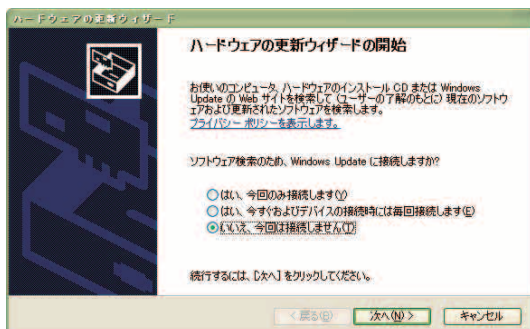 ハードウェアの更新ウィザード
ハードウェアの更新ウィザードの開始
お使いのコンピュータ、ハードウェアのインストール CD または Windows
Update の Web サイトを検索して (ユーザーの了解のもとに) 現在のソフトウ
ェアおよび更新されたソフトウェアを検索します。
プライバシー ポリシーを表示します。
ソフトウェア検索のため、Windows Update に接続しますか?
はい、今回のみ接続します(Y)
はい、今すぐおよびデバイスの接続時には毎回接続します(E)
いいえ、今回は接続しません(T)
続行するには、[次へ] をクリックしてください。
< 戻る(B) 次へ(N) > キャンセル